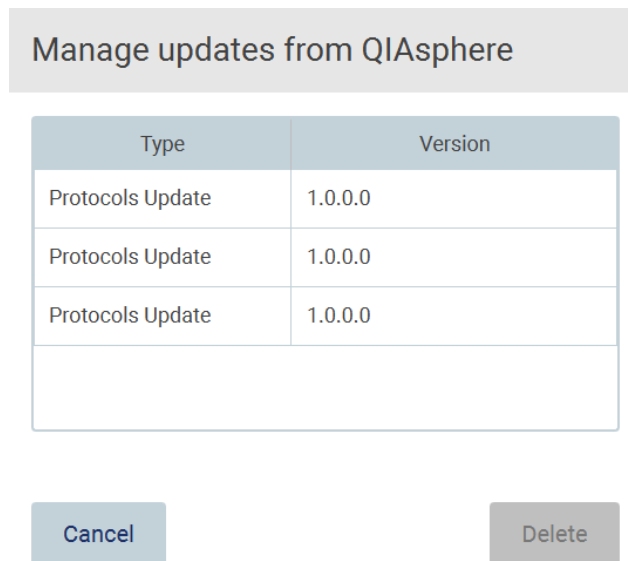 Manage updates from QIAsphere
Type Version
Protocols Update 1.0.0.0
Protocols Update 1.0.0.0
Protocols Update 1.0.0.0
Cancel Delete